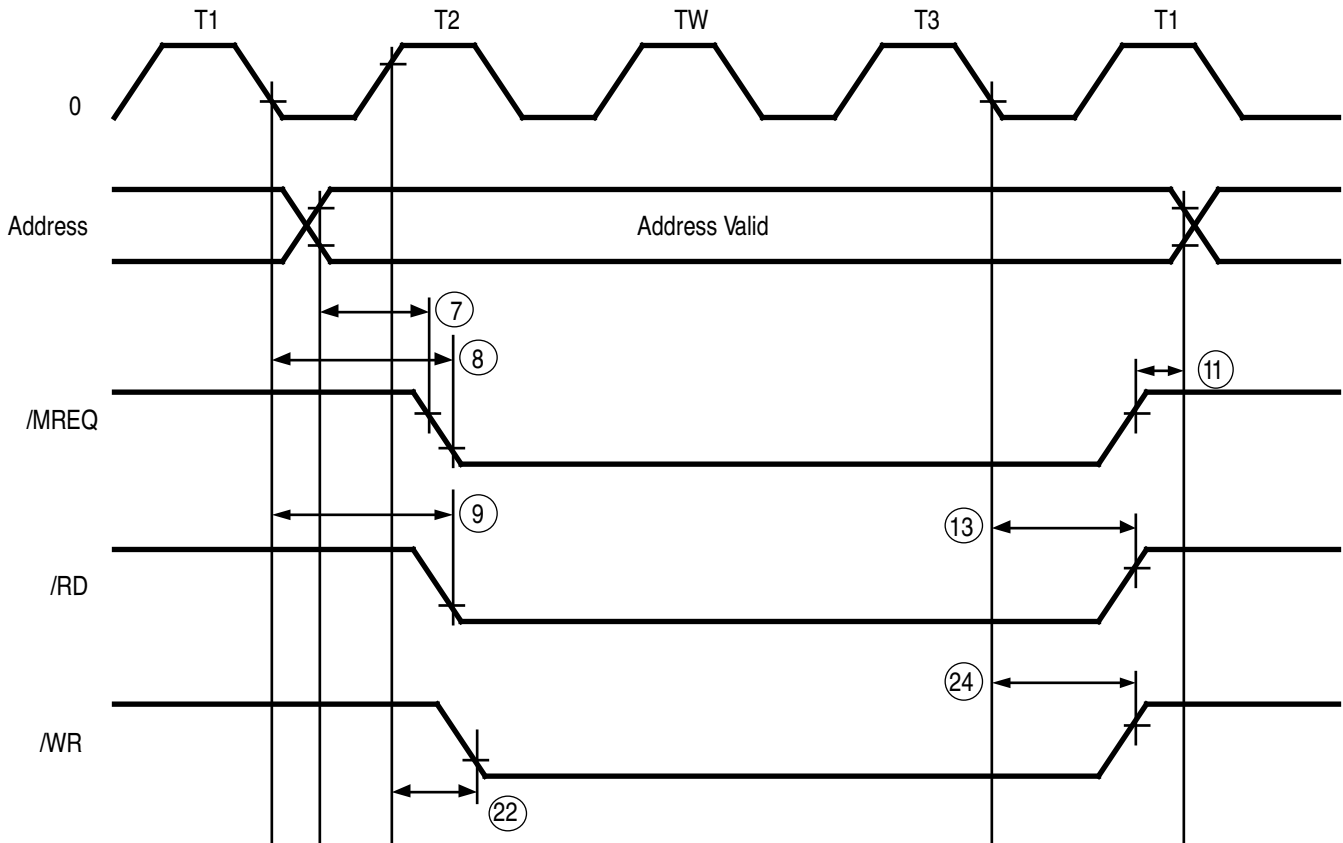 T1 T2 TW T3 T1
0
Address Address Valid
7
8
11
/MREQ
9
13
/RD
24
/WR
22